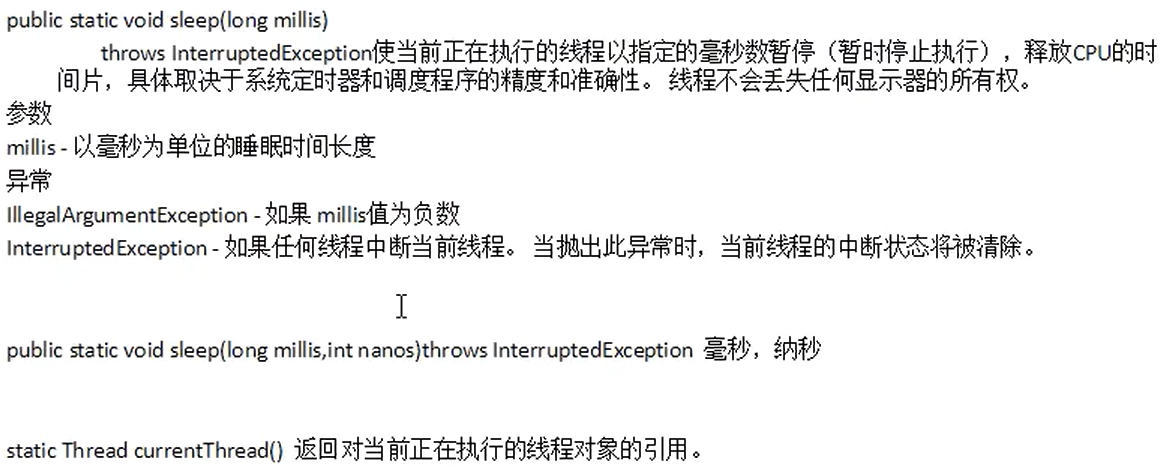 public static void sleep(long millis)
throws InterruptedException使当前正在执行的线程以指定的毫秒数暂停（暂时停止执行），释放CPU的时
间片，具体取决于系统定时器和调度程序的精度和准确性。 线程不会丢失任何显示器的所有权。
参数
millis - 以毫秒为单位的睡眠时间长度
异常
IllegalArgumentException - 如果 millis值为负数
InterruptedException - 如果任何线程中断当前线程。 当抛出此异常时，当前线程的中断状态将被清除。
public static void sleep(long millis,int nanos)throws InterruptedException 毫秒，纳秒
static Thread currentThread() 返回对当前正在执行的线程对象的引用。